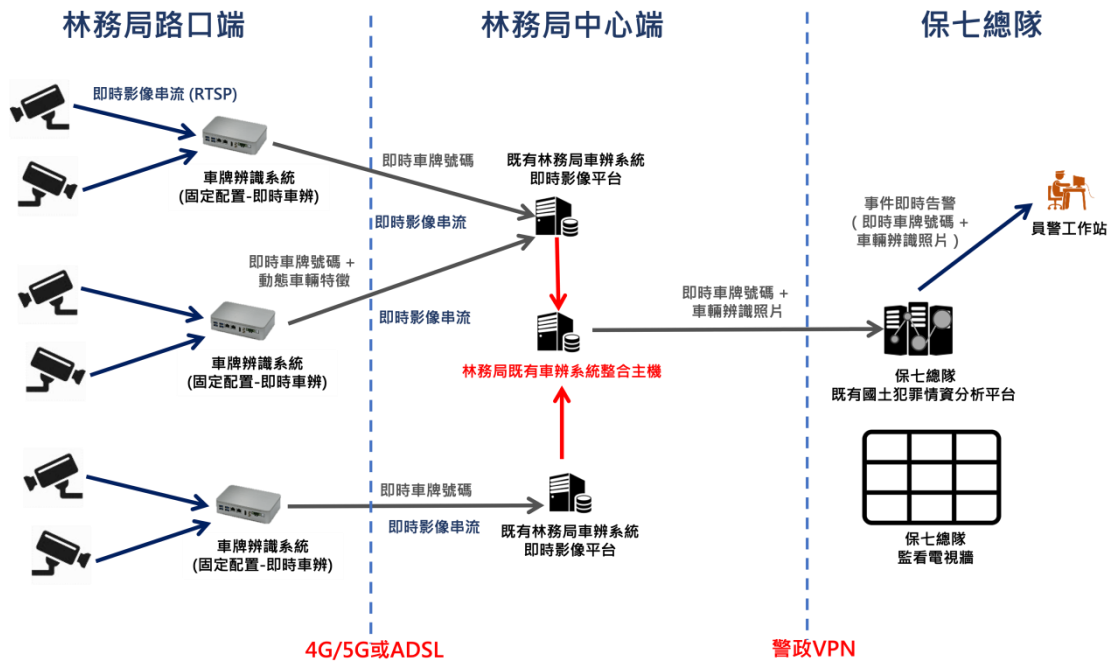 林務局路口端
林務局中心端
保七總隊
即時影像串流 (RTSP)
車牌辨識系統
(固定配置-即時車辨)
即時車牌號碼
即時影像串流
既有林務局車辨系統
即時影像平台
事件即時告警
( 即時車牌號碼 +
車輛辨識照片 )
員警工作站
即時車牌號碼 +
動態車輛特徵
即時影像串流
車牌辨識系統
(固定配置-即時車辨)
林務局既有車辨系統整合主機
即時車牌號碼 +
車輛辨識照片
保七總隊
既有國土犯罪情資分析平台
即時車牌號碼
即時影像串流
車牌辨識系統
(固定配置-即時車辨)
既有林務局車辨系統
即時影像平台
保七總隊
監看電視牆
4G/5G或ADSL
警政VPN